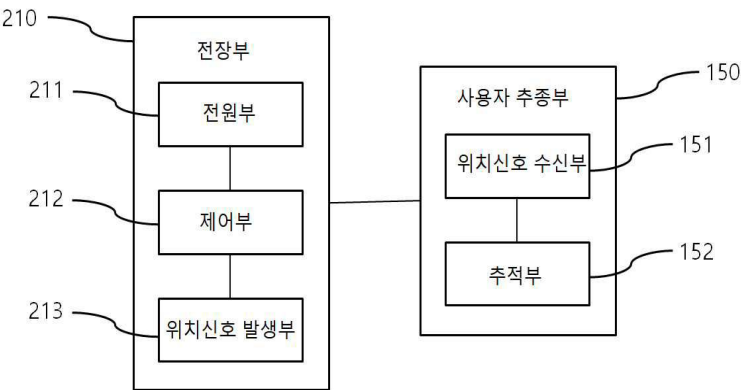 210
전장부
211
전원부
212
제어부
213
위치신호 발생부
사용자 추종부
150
위치신호 수신부
151
추적부
152